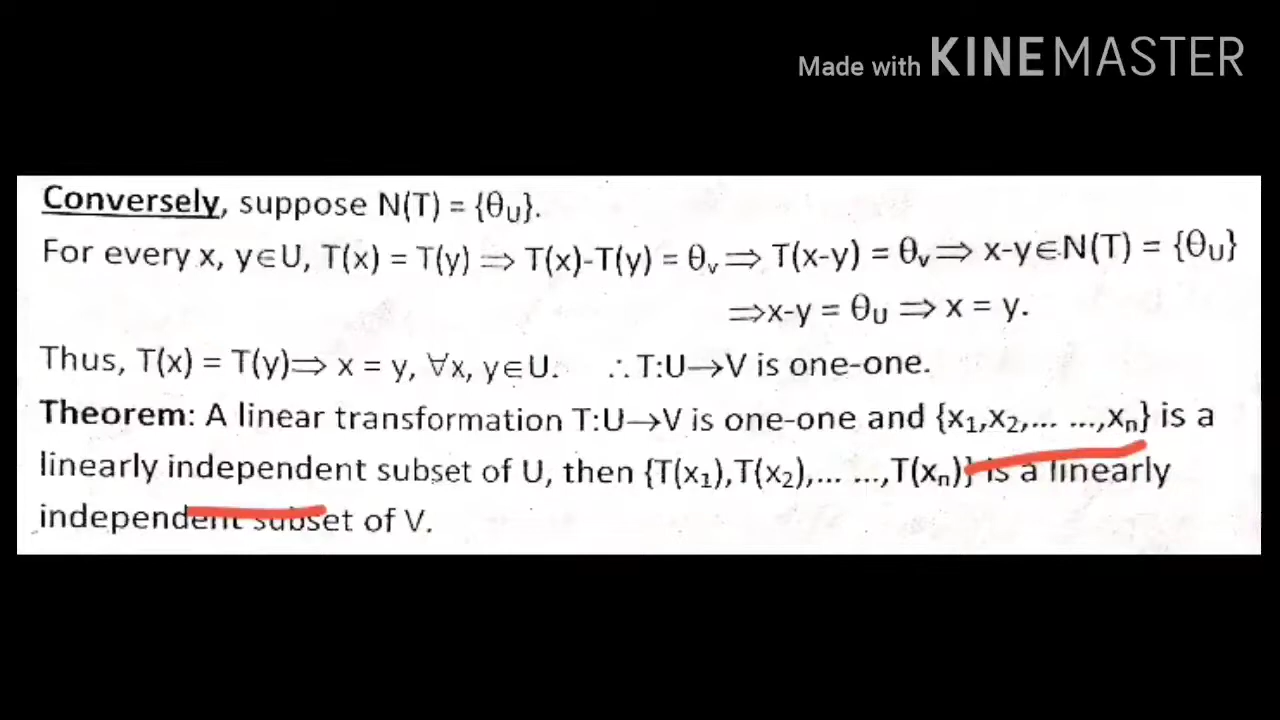 Made with KINEMASTER
Conversely, suppose N(T) = {θU}.
For every x, y∈U, T(x) = T(y) ⇒ T(x)-T(y) = θv ⇒ T(x-y) = θv ⇒ x-y∈N(T) = {θU}
⇒x-y = θU ⇒ x = y.
Thus, T(x) = T(y)⇒ x = y, ∀x, y∈U. ∴T:U→V is one-one.
Theorem: A linear transformation T:U→V is one-one and {x₁,x₂,... ...,xₙ} is a
linearly independent subset of U, then {T(x₁),T(x₂),... ...,T(xₙ)} is a linearly
independent subset of V.